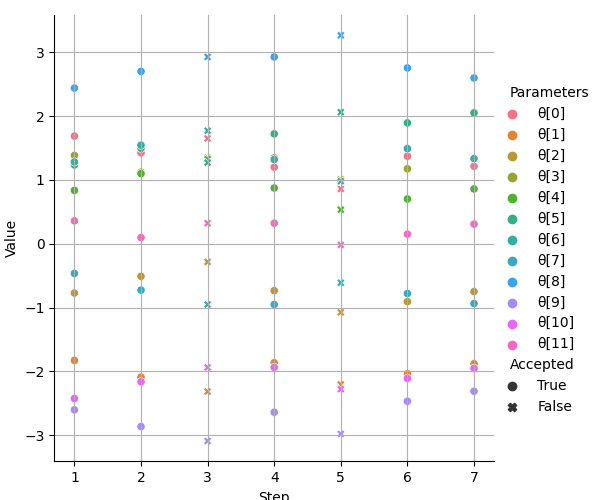 3
2
1
0
−1
−2
−3
Value
1 2 3 4 5 6 7
Step
Parameters
θ[0]
θ[1]
θ[2]
θ[3]
θ[4]
θ[5]
θ[6]
θ[7]
θ[8]
θ[9]
θ[10]
θ[11]
Accepted
True
False